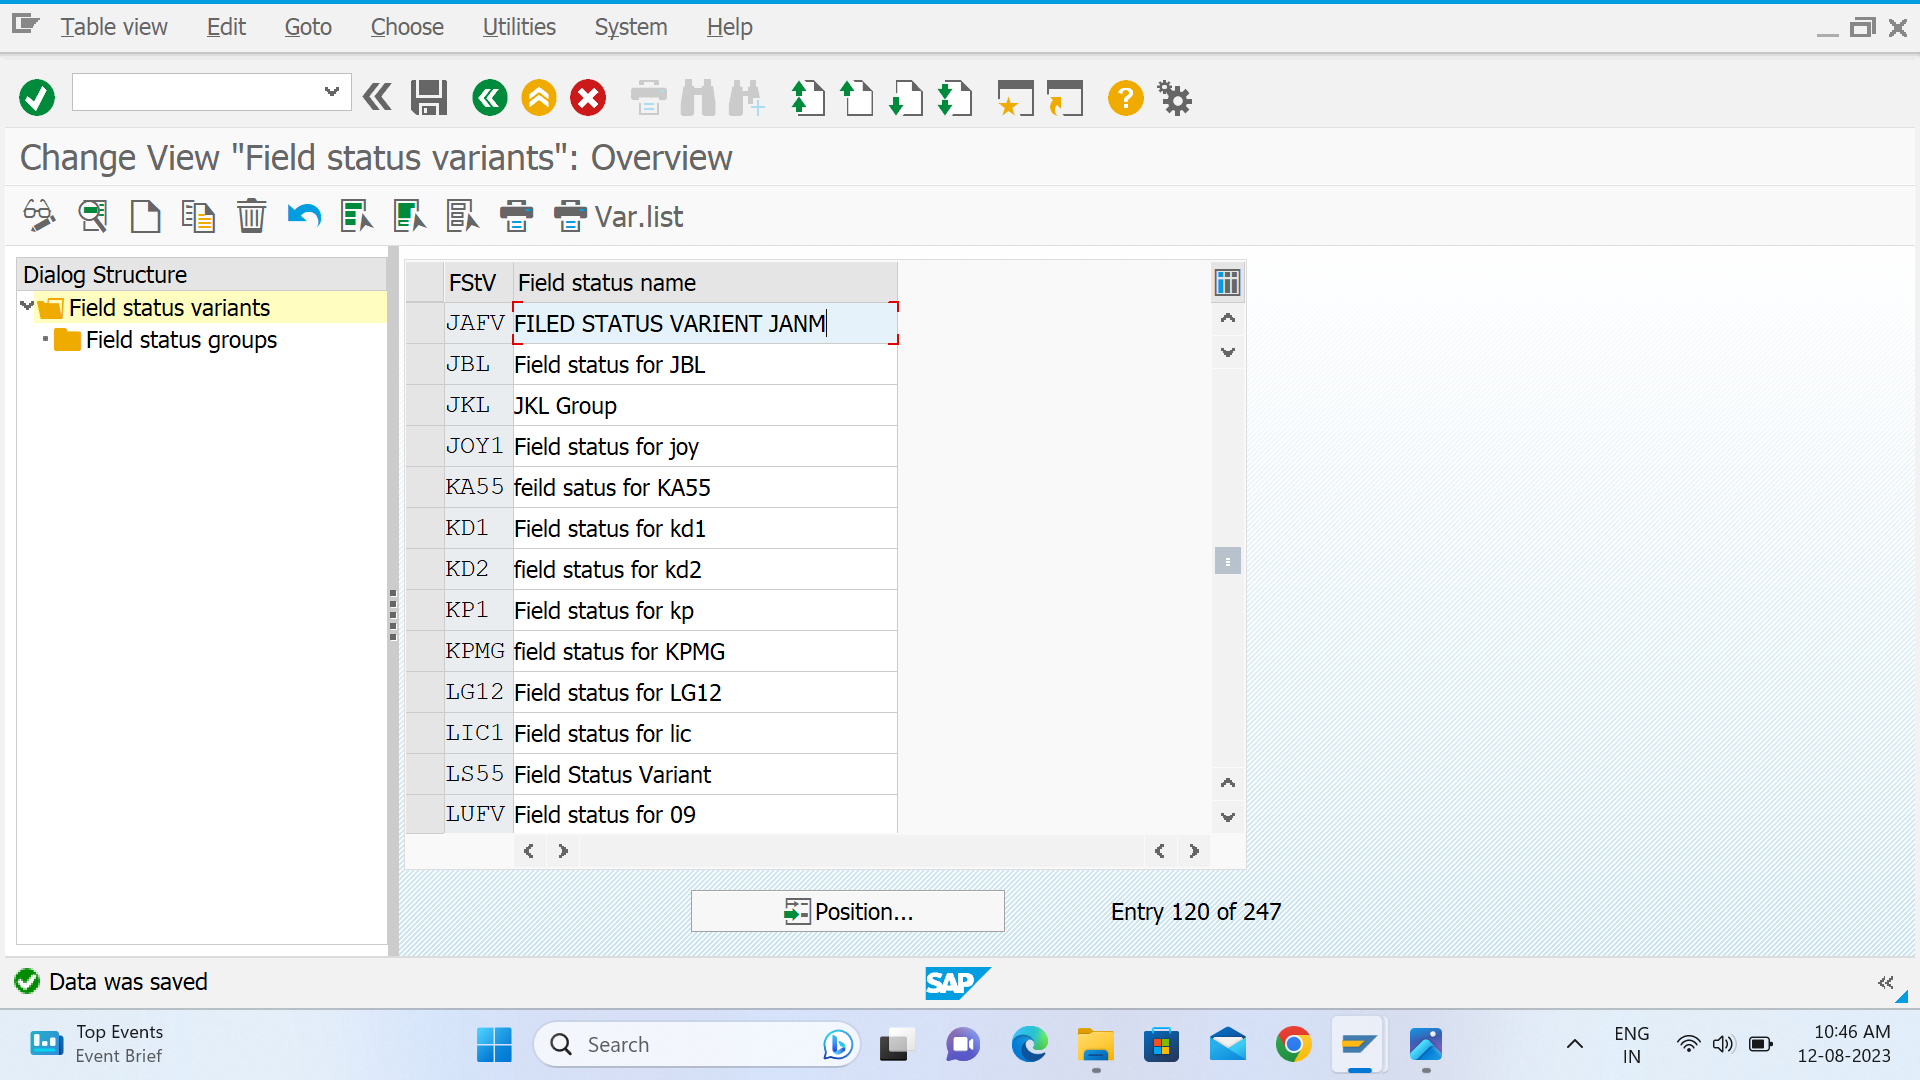 Table view Edit Goto Choose Utilities System Help
Change View "Field status variants": Overview
Var.list
Dialog Structure
Field status variants
Field status groups
FStV Field status name
JAFV FILED STATUS VARIENT JANM
JBL Field status for JBL
JKL JKL Group
JOY1 Field status for joy
KA55 feild satus for KA55
KD1 Field status for kd1
KD2 field status for kd2
KP1 Field status for kp
KPMG field status for KPMG
LG12 Field status for LG12
LIC1 Field status for lic
LS55 Field Status Variant
LUFV Field status for 09
Position... Entry 120 of 247
Data was saved
SAP
Top Events
Event Brief
Search
ENG
IN
10:46 AM
12-08-2023